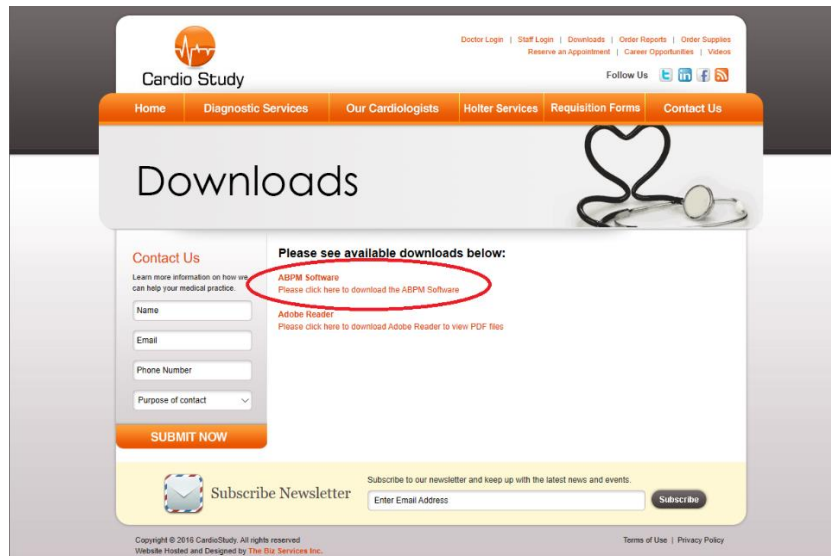 Doctor Login | Staff Login | Downloads | Order Reports | Order Supplies
Reserve an Appointment | Career Opportunities | Videos
Cardio Study
Follow Us
Home Diagnostic Services Our Cardiologists Holter Services Requisition Forms Contact Us
Downloads
Contact Us
Learn more information on how we
can help your medical practice.
Name
Email
Phone Number
Purpose of contact
SUBMIT NOW
Please see available downloads below:
ABPM Software
Please click here to download the ABPM Software
Adobe Reader
Please click here to download Adobe Reader to view PDF files
Subscribe Newsletter
Subscribe to our newsletter and keep up with the latest news and events.
Enter Email Address
Subscribe
Copyright © 2016 CardioStudy. All rights reserved
Website Hosted and Designed by The Biz Services Inc.
Terms of Use | Privacy Policy